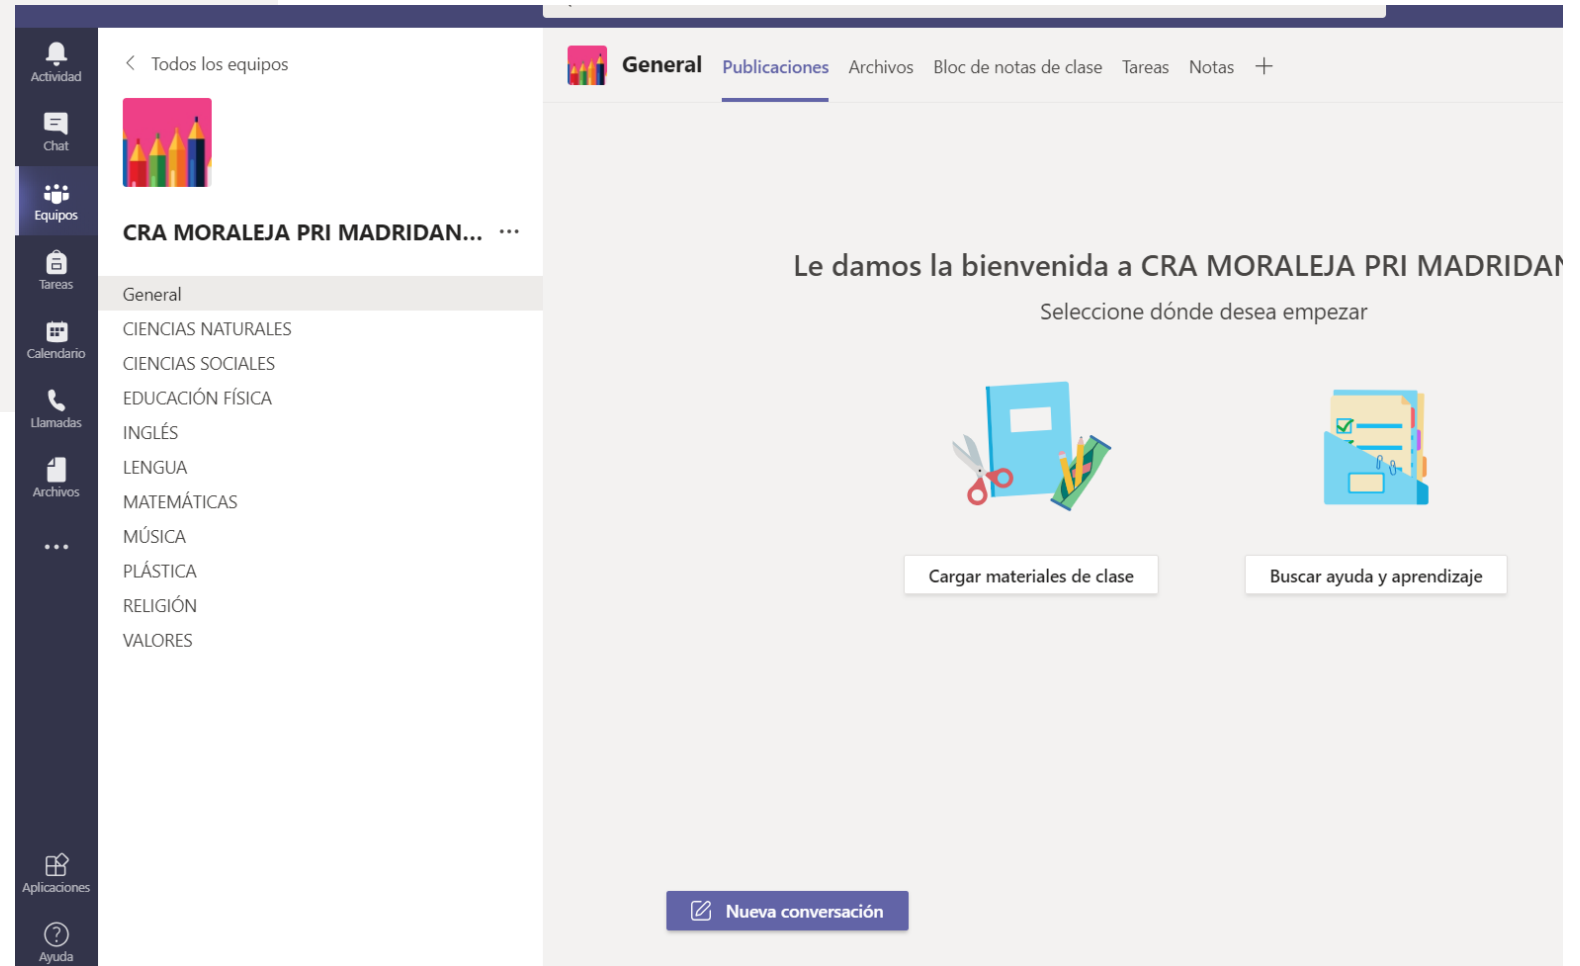 Actividad
Chat
Equipos
Tareas
Calendario
Llamadas
Archivos
Aplicaciones
Ayuda
Todos los equipos
CRA MORALEJA PRI MADRIDAN...
General
CIENCIAS NATURALES
CIENCIAS SOCIALES
EDUCACIÓN FÍSICA
INGLÉS
LENGUA
MATEMÁTICAS
MÚSICA
PLÁSTICA
RELIGIÓN
VALORES
General Publicaciones Archivos Bloc de notas de clase Tareas Notas
Le damos la bienvenida a CRA MORALEJA PRI MADRIDAN
Seleccione dónde desea empezar
Cargar materiales de clase Buscar ayuda y aprendizaje
Nueva conversación